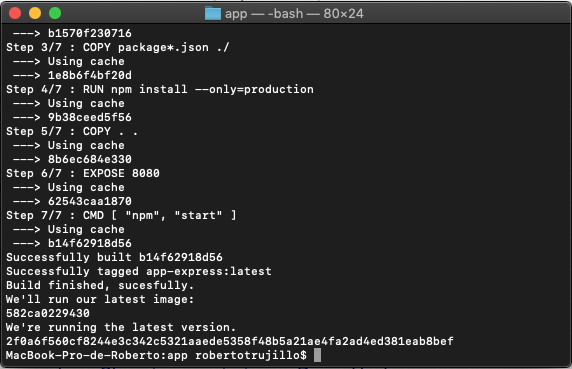 app — -bash — 80×24
---> b1570f230716
Step 3/7 : COPY package*.json ./
---> Using cache
---> 1e8b6f4bf20d
Step 4/7 : RUN npm install --only=production
---> Using cache
---> 9b38ceed5f56
Step 5/7 : COPY . .
---> Using cache
---> 8b6ec684e330
Step 6/7 : EXPOSE 8080
---> Using cache
---> 62543caa1870
Step 7/7 : CMD [ "npm", "start" ]
---> Using cache
---> b14f62918d56
Successfully built b14f62918d56
Successfully tagged app-express:latest
Build finished, sucesfully.
We'll run our latest image:
582ca0229430
We're running the latest version.
2f0a6f560cf8244e3c342c5321aaede5358f48b5a21ae4fa2ad4ed381eab8bef
MacBook-Pro-de-Roberto:app robertotrujillo$